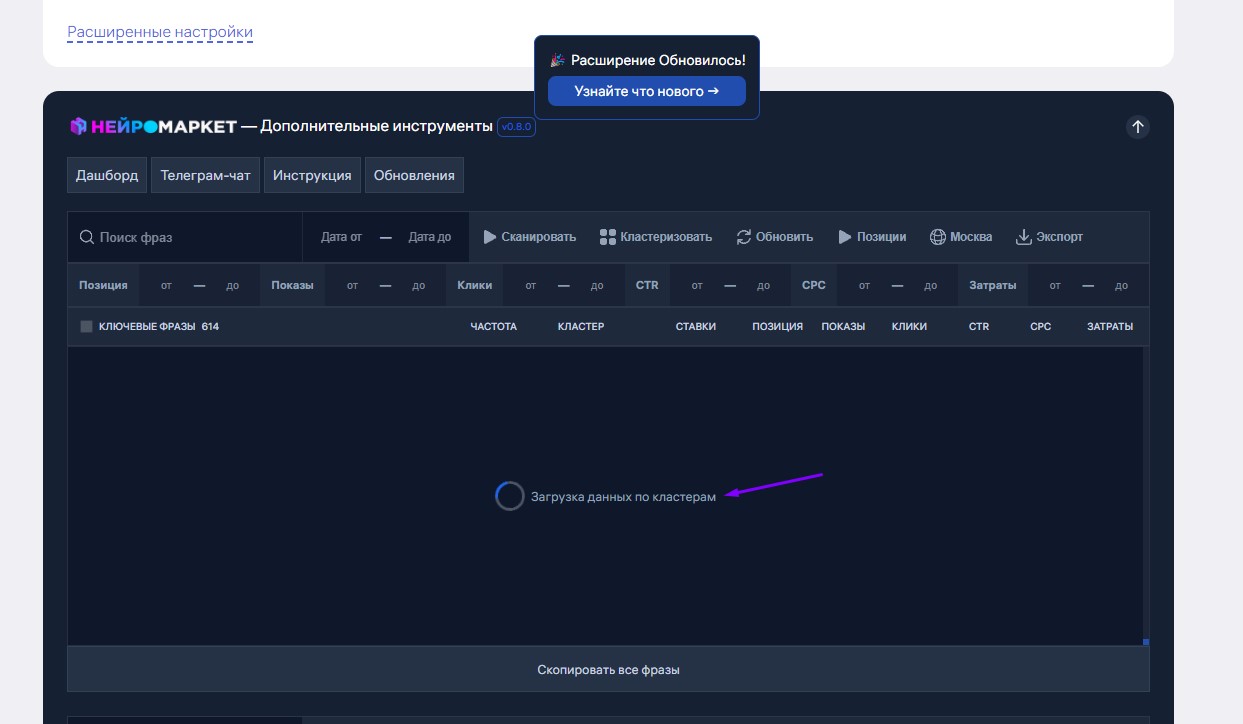 Расширенные настройки
🎉 Расширение Обновилось!
Узнайте что нового →
НЕЙРОМАРКЕТ — Дополнительные инструменты v0.8.0
Дашборд Телеграм-чат Инструкция Обновления
Поиск фраз Дата от — Дата до Сканировать Кластеризовать Обновить Позиции Москва Экспорт
Позиция от — до Показы от — до Клики от — до CTR от — до CPC от — до Затраты от — до
КЛЮЧЕВЫЕ ФРАЗЫ 614 ЧАСТОТА КЛАСТЕР СТАВКИ ПОЗИЦИЯ ПОКАЗЫ КЛИКИ CTR CPC ЗАТРАТЫ
Загрузка данных по кластерам
Скопировать все фразы